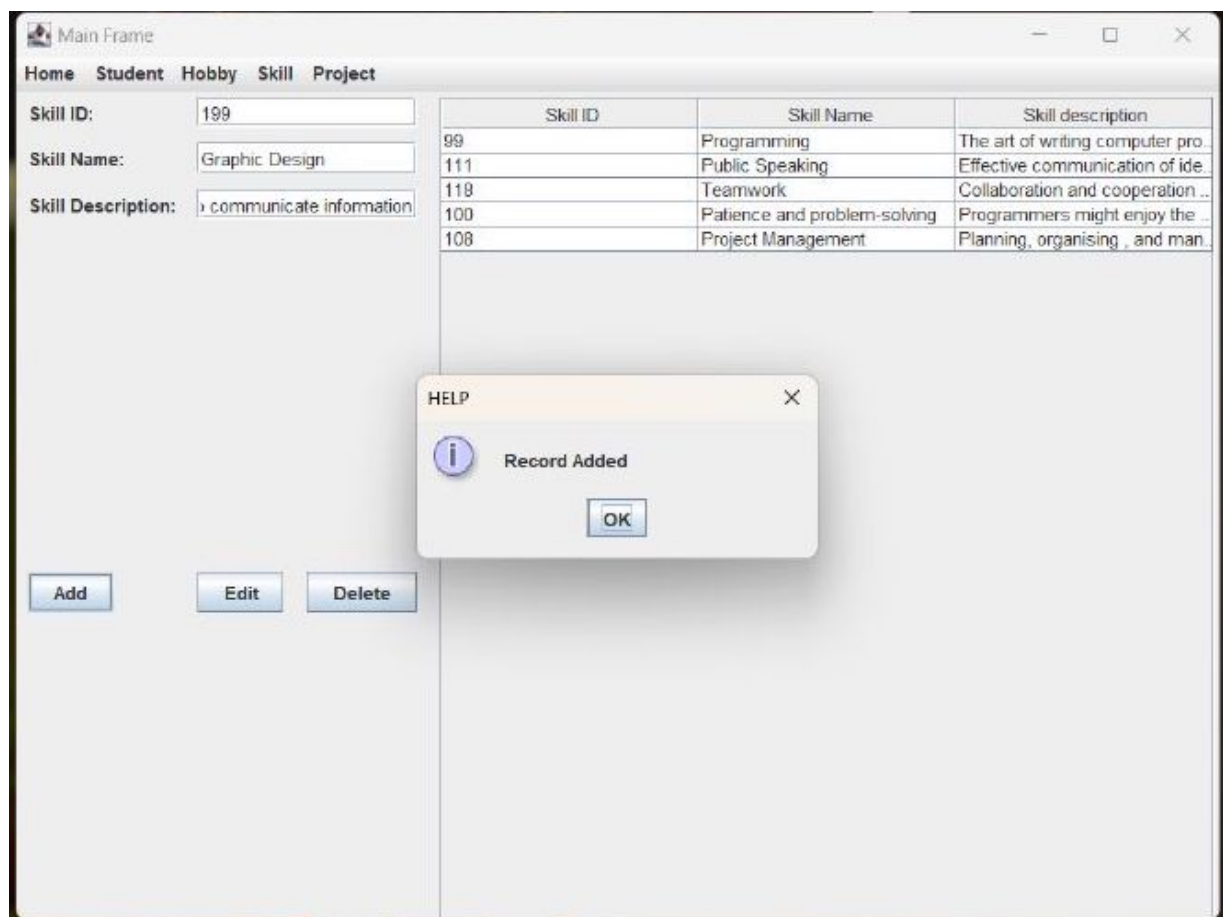 Main Frame
Home Student Hobby Skill Project
Skill ID: 199
Skill Name: Graphic Design
Skill Description: communicate information
Skill ID Skill Name Skill description
99 Programming The art of writing computer pro..
111 Public Speaking Effective communication of ide..
118 Teamwork Collaboration and cooperation ..
100 Patience and problem-solving Programmers might enjoy the ..
108 Project Management Planning, organising , and man..
HELP
i
Record Added
OK
Add Edit Delete